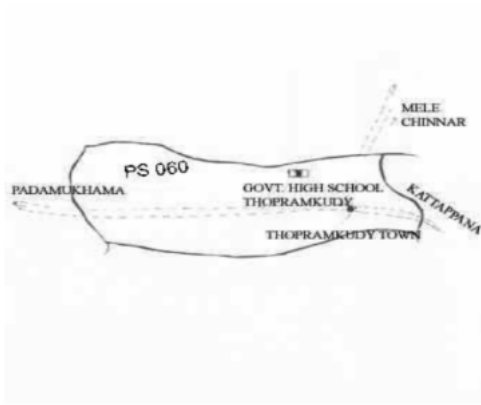 MELE
CHINNAR
PS 060
PADAMUKHAMA
GOVT. HIGH SCHOOL
THOPRAMKUDY
KATTAPPANA
THOPRAMKUDY TOWN